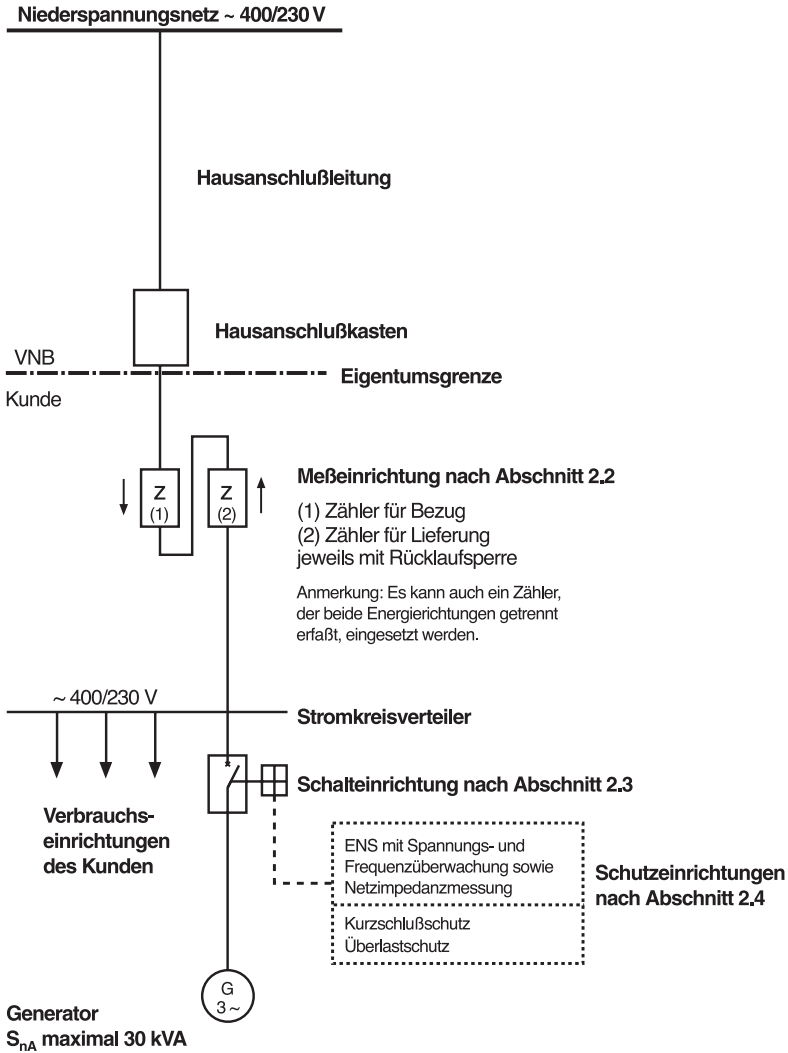 Niederspannungsnetz ~ 400/230 V
Hausanschlußleitung
Hausanschlußkasten
VNB
Eigentumsgrenze
Kunde
Z
(1)
Z
(2)
Meßeinrichtung nach Abschnitt 2.2
(1) Zähler für Bezug
(2) Zähler für Lieferung
jeweils mit Rücklaufsperre
Anmerkung: Es kann auch ein Zähler,
der beide Energierichtungen getrennt
erfaßt, eingesetzt werden.
~ 400/230 V
Stromkreisverteiler
Schalteinrichtung nach Abschnitt 2.3
Verbrauchs-
einrichtungen
des Kunden
ENS mit Spannungs- und
Frequenzüberwachung sowie
Netzimpedanzmessung
Kurzschlußschutz
Überlastschutz
Schutzeinrichtungen
nach Abschnitt 2.4
G
3 ~
Generator
SnA maximal 30 kVA